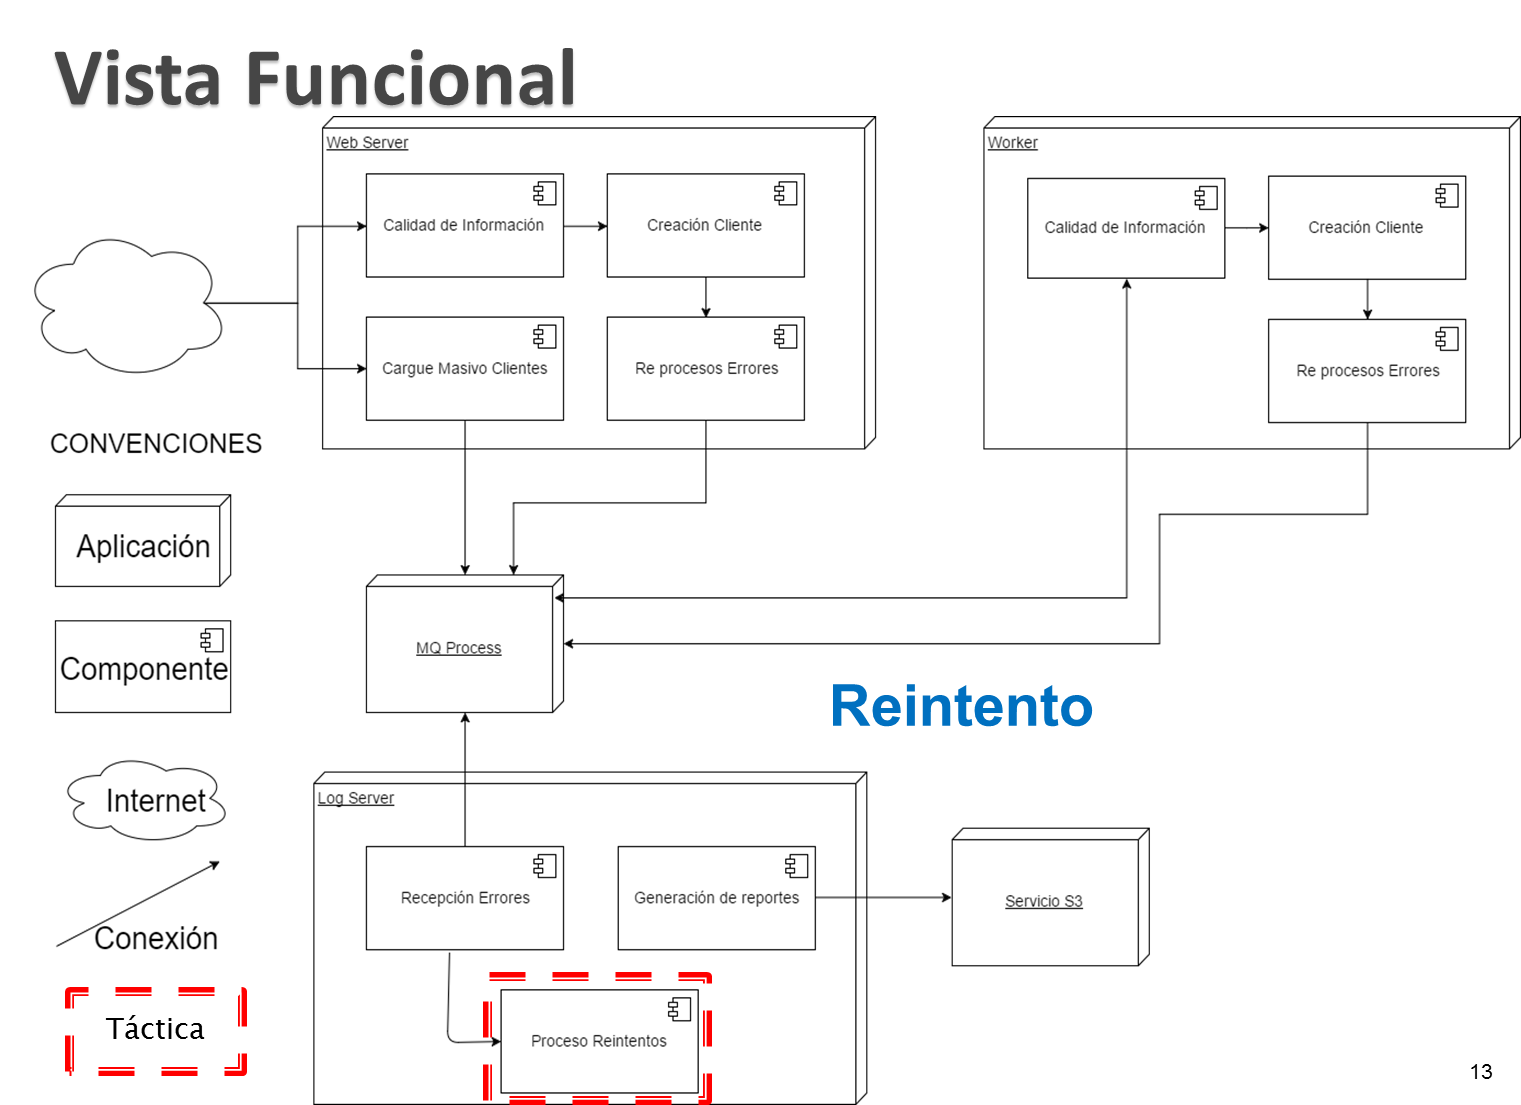 Vista Funcional
Web Server
Calidad de Información
Creación Cliente
Cargue Masivo Clientes
Re procesos Errores
Worker
Calidad de Información
Creación Cliente
Re procesos Errores
CONVENCIONES
Aplicación
Componente
Internet
Conexión
Táctica
MQ Process
Reintento
Log Server
Recepción Errores
Generación de reportes
Proceso Reintentos
Servicio S3
13